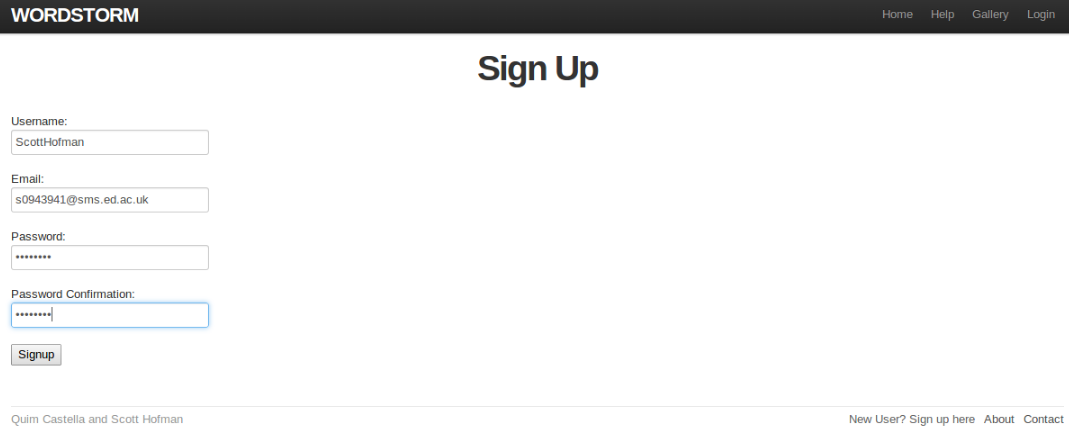 WORDSTORM Home Help Gallery Login
Sign Up
Username:
ScottHofman
Email:
s0943941@sms.ed.ac.uk
Password:
••••••••
Password Confirmation:
••••••••
Signup
Quim Castella and Scott Hofman New User? Sign up here About Contact